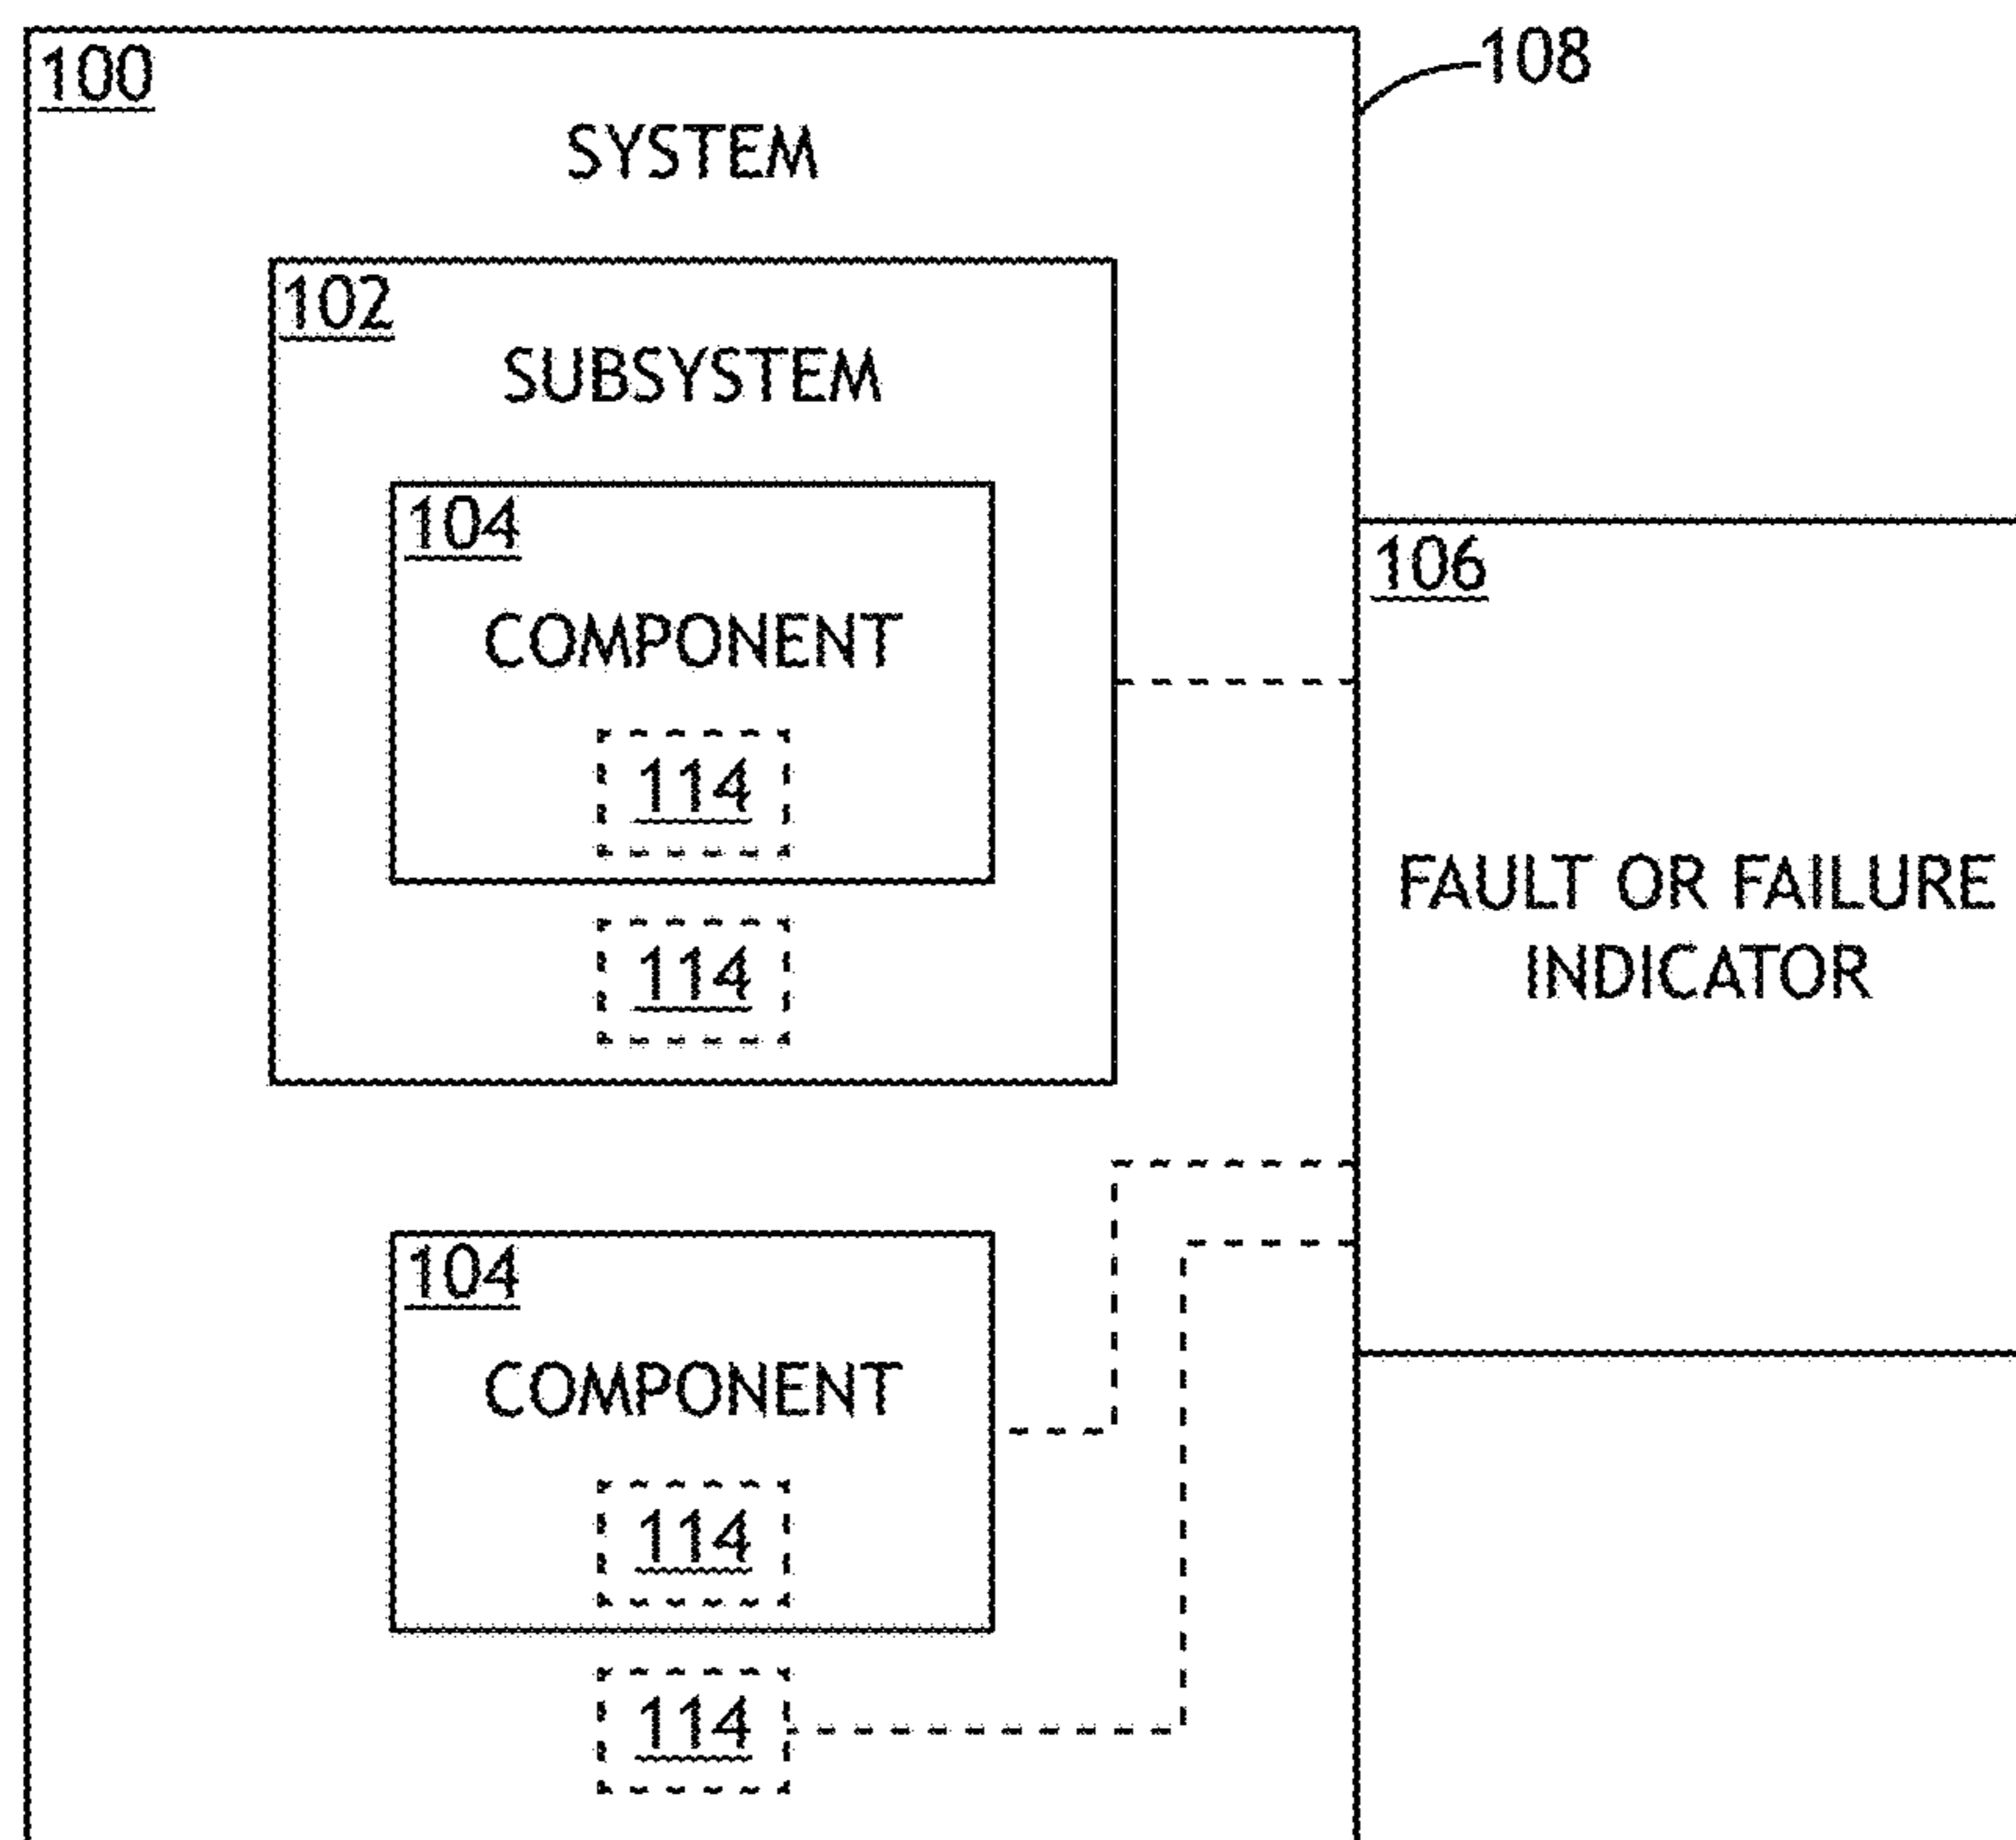 100
108
SYSTEM
102
SUBSYSTEM
104
106
COMPONENT
114
FAULT OR FAILURE
INDICATOR
114
104
COMPONENT
114
114